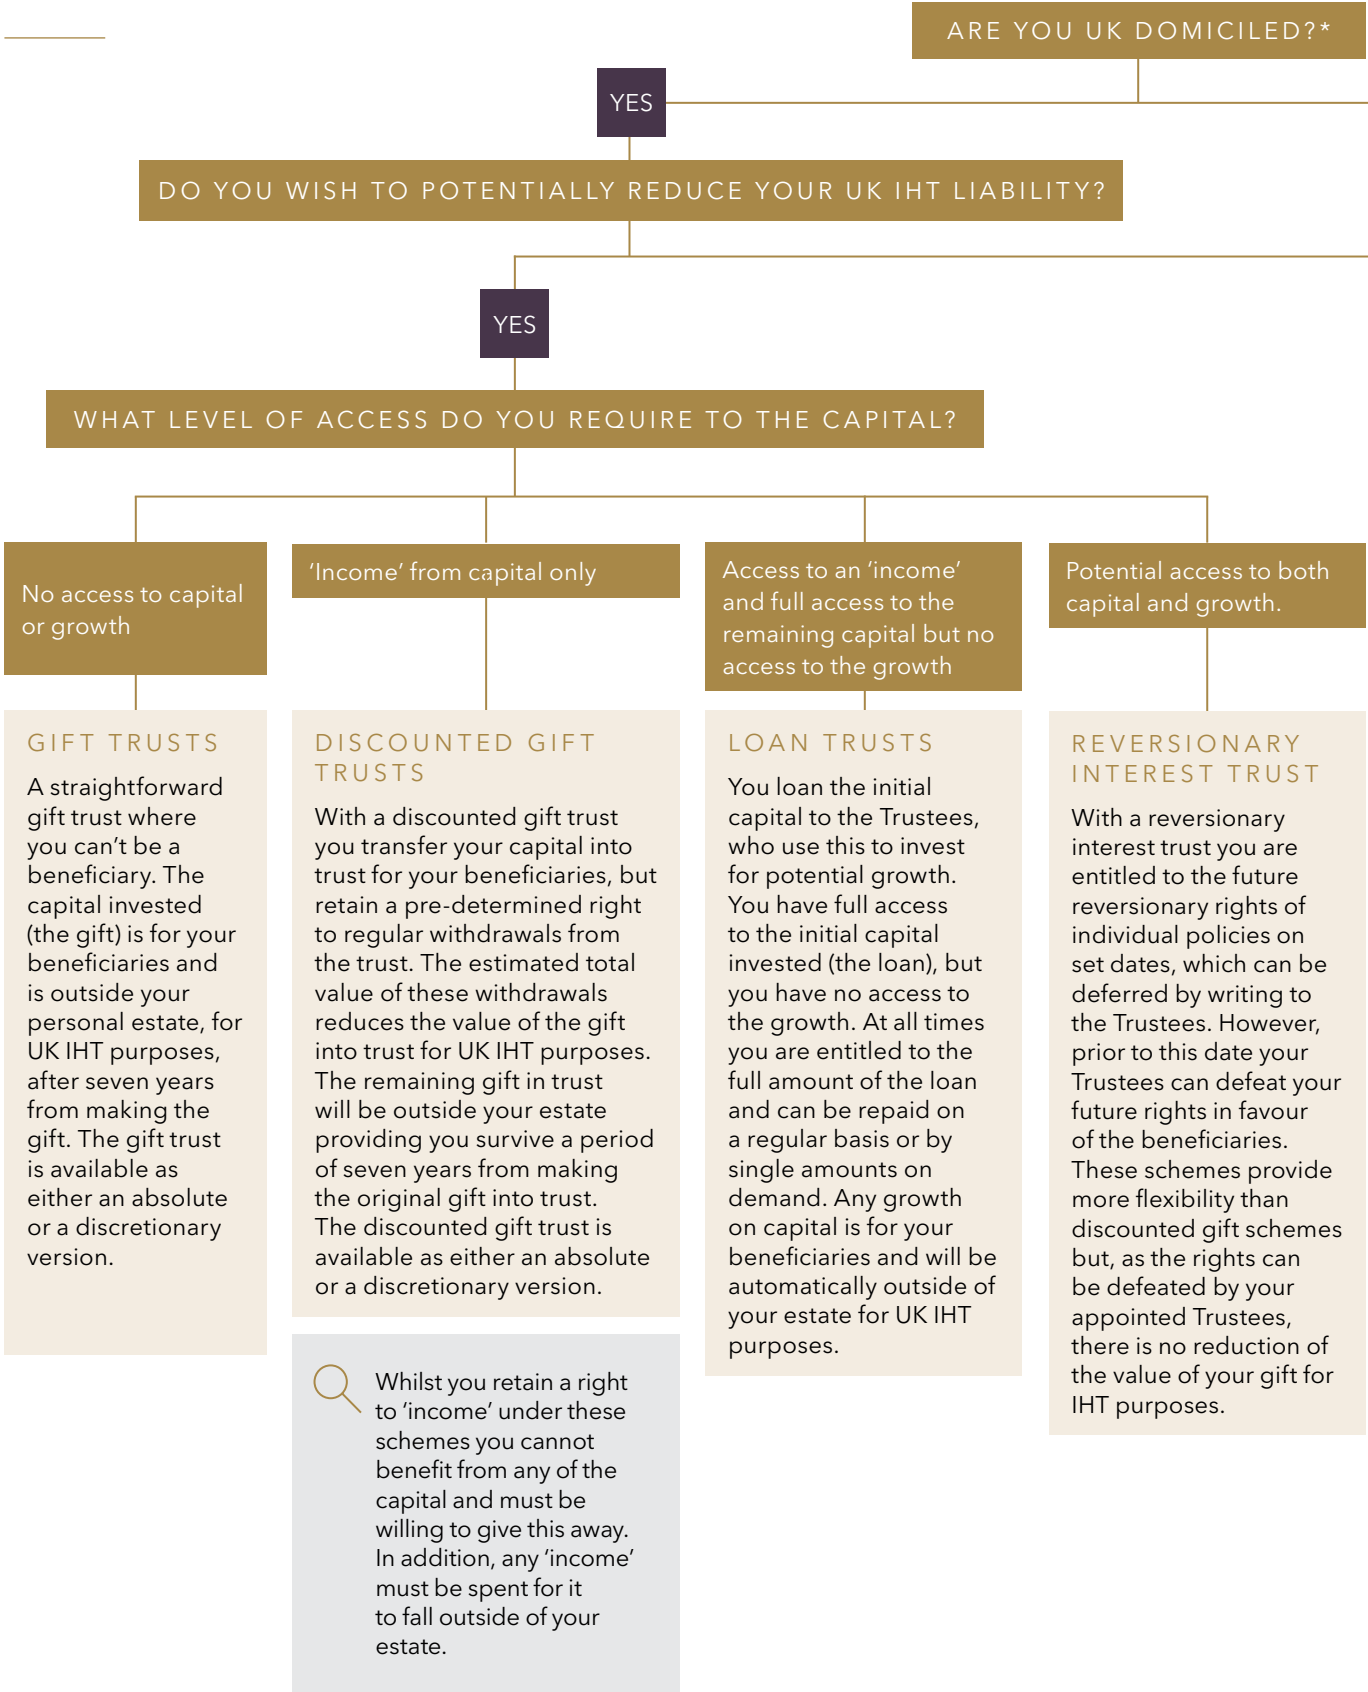 ARE YOU UK DOMICILED?*
YES
DO YOU WISH TO POTENTIALLY REDUCE YOUR UK IHT LIABILITY?
YES
WHAT LEVEL OF ACCESS DO YOU REQUIRE TO THE CAPITAL?
No access to capital
or growth
‘Income’ from capital only
Access to an ‘income’
and full access to the
remaining capital but no
access to the growth
Potential access to both
capital and growth.
GIFT TRUSTS
A straightforward
gift trust where
you can’t be a
beneficiary. The
capital invested
(the gift) is for your
beneficiaries and
is outside your
personal estate, for
UK IHT purposes,
after seven years
from making the
gift. The gift trust
is available as
either an absolute
or a discretionary
version.
DISCOUNTED GIFT
TRUSTS
With a discounted gift trust
you transfer your capital into
trust for your beneficiaries, but
retain a pre-determined right
to regular withdrawals from
the trust. The estimated total
value of these withdrawals
reduces the value of the gift
into trust for UK IHT purposes.
The remaining gift in trust
will be outside your estate
providing you survive a period
of seven years from making
the original gift into trust.
The discounted gift trust is
available as either an absolute
or a discretionary version.
Whilst you retain a right
to ‘income’ under these
schemes you cannot
benefit from any of the
capital and must be
willing to give this away.
In addition, any ‘income’
must be spent for it
to fall outside of your
estate.
LOAN TRUSTS
You loan the initial
capital to the Trustees,
who use this to invest
for potential growth.
You have full access
to the initial capital
invested (the loan), but
you have no access to
the growth. At all times
you are entitled to the
full amount of the loan
and can be repaid on
a regular basis or by
single amounts on
demand. Any growth
on capital is for your
beneficiaries and will be
automatically outside of
your estate for UK IHT
purposes.
REVERSIONARY
INTEREST TRUST
With a reversionary
interest trust you are
entitled to the future
reversionary rights of
individual policies on
set dates, which can be
deferred by writing to
the Trustees. However,
prior to this date your
Trustees can defeat your
future rights in favour
of the beneficiaries.
These schemes provide
more flexibility than
discounted gift schemes
but, as the rights can
be defeated by your
appointed Trustees,
there is no reduction of
the value of your gift for
IHT purposes.